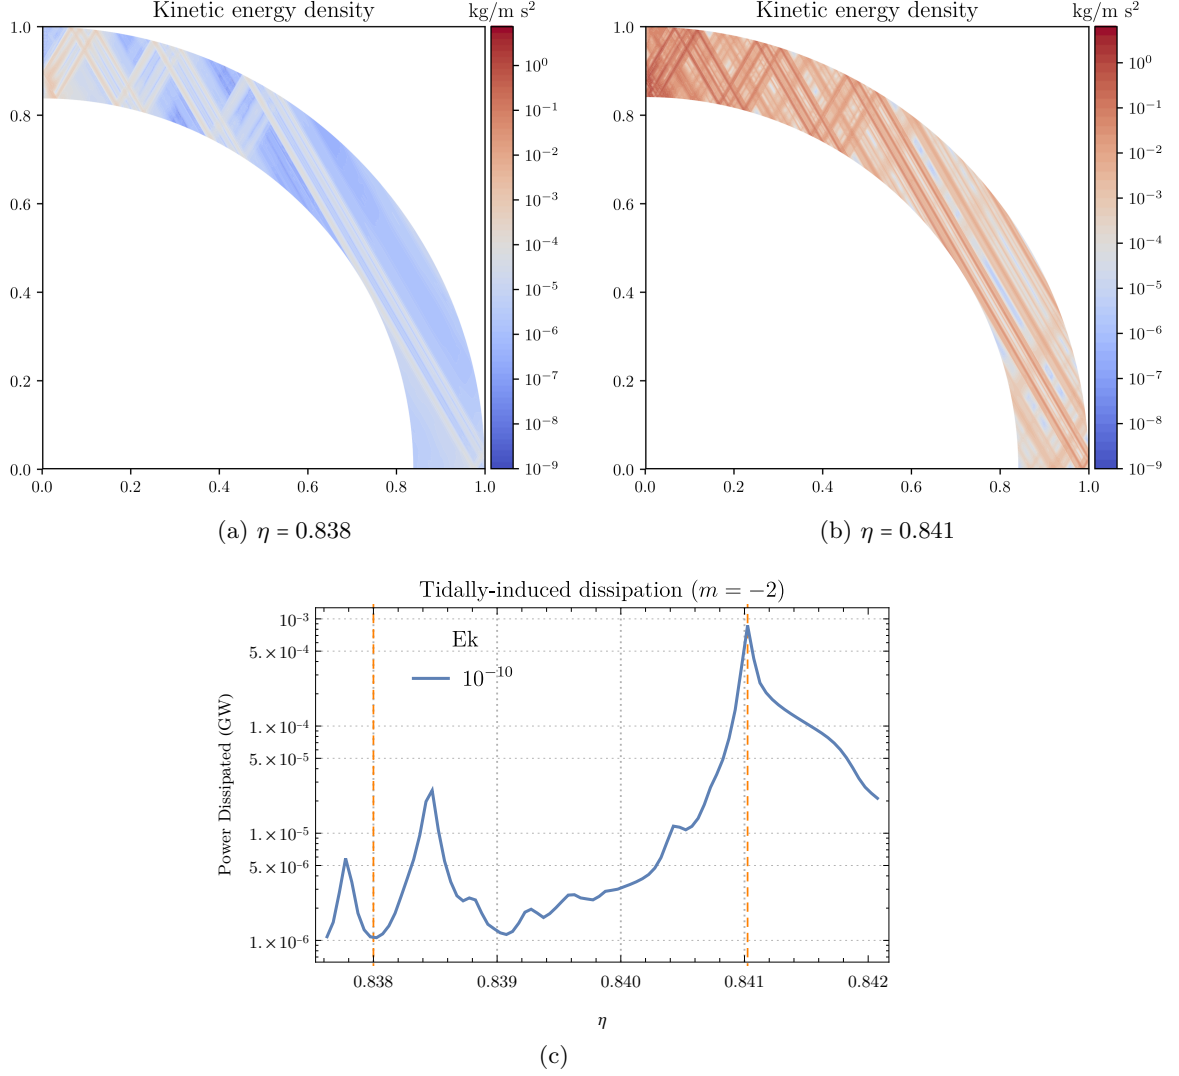 Kinetic energy density
kg/m s²
1.0
0.8
0.6
0.4
0.2
0.0
0.0 0.2 0.4 0.6 0.8 1.0
10⁰
10⁻¹
10⁻²
10⁻³
10⁻⁴
10⁻⁵
10⁻⁶
10⁻⁷
10⁻⁸
10⁻⁹
(a) η = 0.838
Kinetic energy density
kg/m s²
1.0
0.8
0.6
0.4
0.2
0.0
0.0 0.2 0.4 0.6 0.8 1.0
10⁰
10⁻¹
10⁻²
10⁻³
10⁻⁴
10⁻⁵
10⁻⁶
10⁻⁷
10⁻⁸
10⁻⁹
(b) η = 0.841
Tidally-induced dissipation (m = −2)
Power Dissipated (GW)
10⁻³
5.×10⁻⁴
1.×10⁻⁴
5.×10⁻⁵
1.×10⁻⁵
5.×10⁻⁶
1.×10⁻⁶
Ek
10⁻¹⁰
0.838 0.839 0.840 0.841 0.842
η
(c)